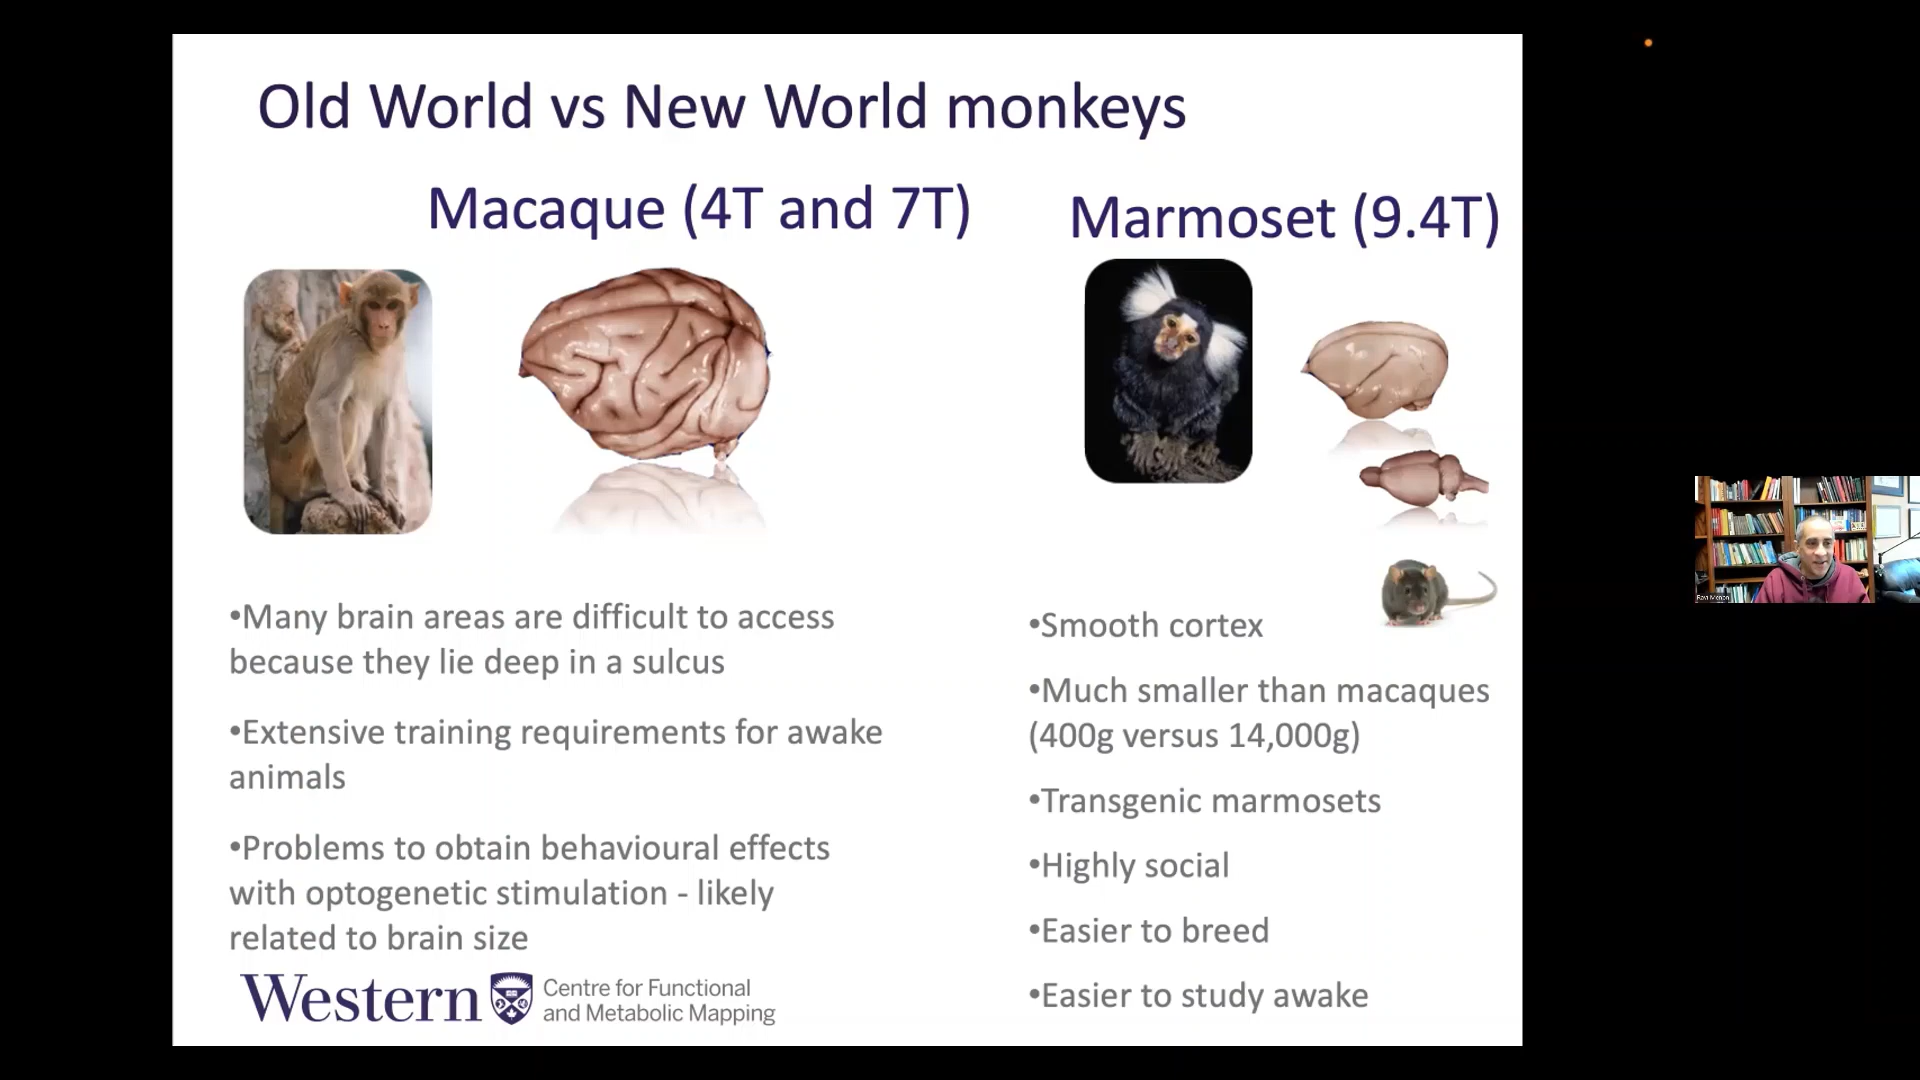 Old World vs New World monkeys
Macaque (4T and 7T)
•Many brain areas are difficult to access
because they lie deep in a sulcus
•Extensive training requirements for awake
animals
•Problems to obtain behavioural effects
with optogenetic stimulation - likely
related to brain size
Marmoset (9.4T)
•Smooth cortex
•Much smaller than macaques
(400g versus 14,000g)
•Transgenic marmosets
•Highly social
•Easier to breed
•Easier to study awake
Western
Centre for Functional
and Metabolic Mapping
Ravi Menon